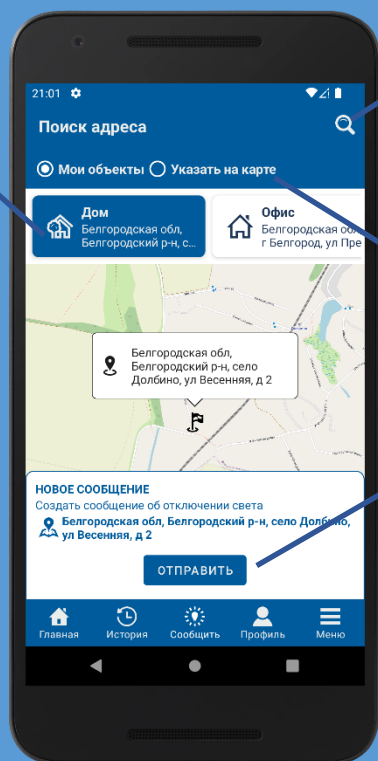 21:01
Поиск адреса
Мои объекты Указать на карте
Дом
Белгородская обл,
Белгородский р-н, с...
Офис
Белгородская обл,
г Белгород, ул Пре
Белгородская обл,
Белгородский р-н, село
Долбино, ул Весенняя, д 2
НОВОЕ СООБЩЕНИЕ
Создать сообщение об отключении света
Белгородская обл, Белгородский р-н, село Долбино,
ул Весенняя, д 2
ОТПРАВИТЬ
Главная История Сообщить Профиль Меню